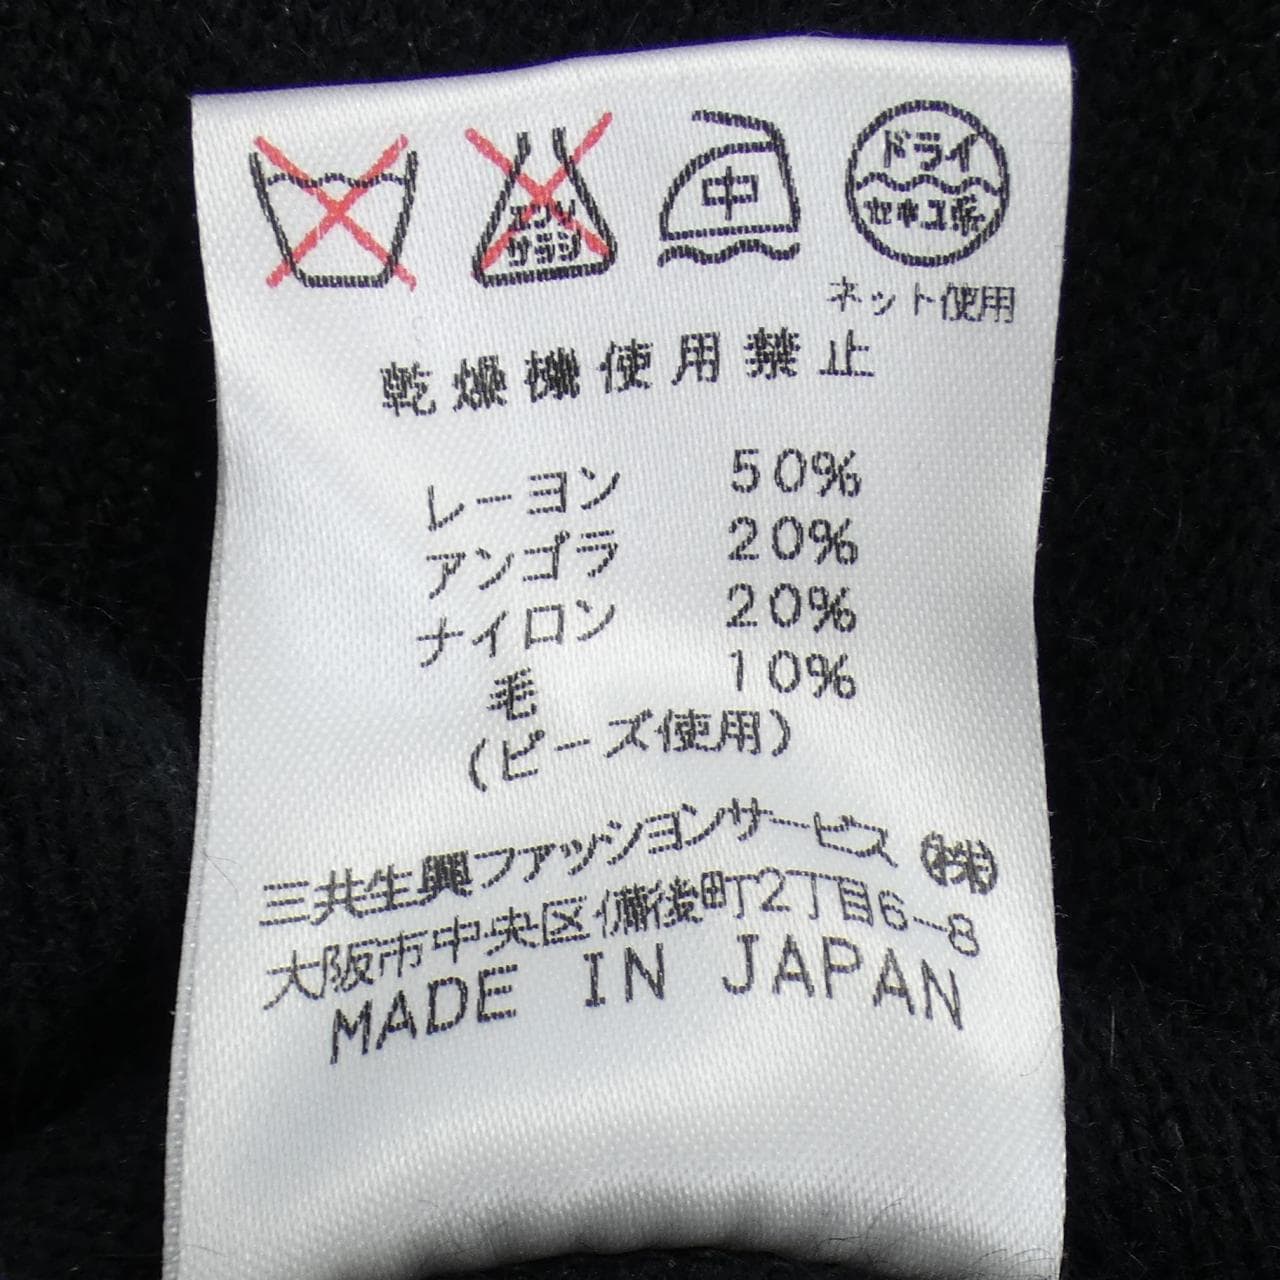 エンソ
サラシ
中
ドライ
セキユ系
ネット使用
乾燥機使用禁止
レーヨン 50%
アンゴラ 20%
ナイロン 20%
毛 10%
(ビーズ使用)
三共生興ファッションサービス㈱
大阪市中央区備後町2丁目6-8
MADE IN JAPAN